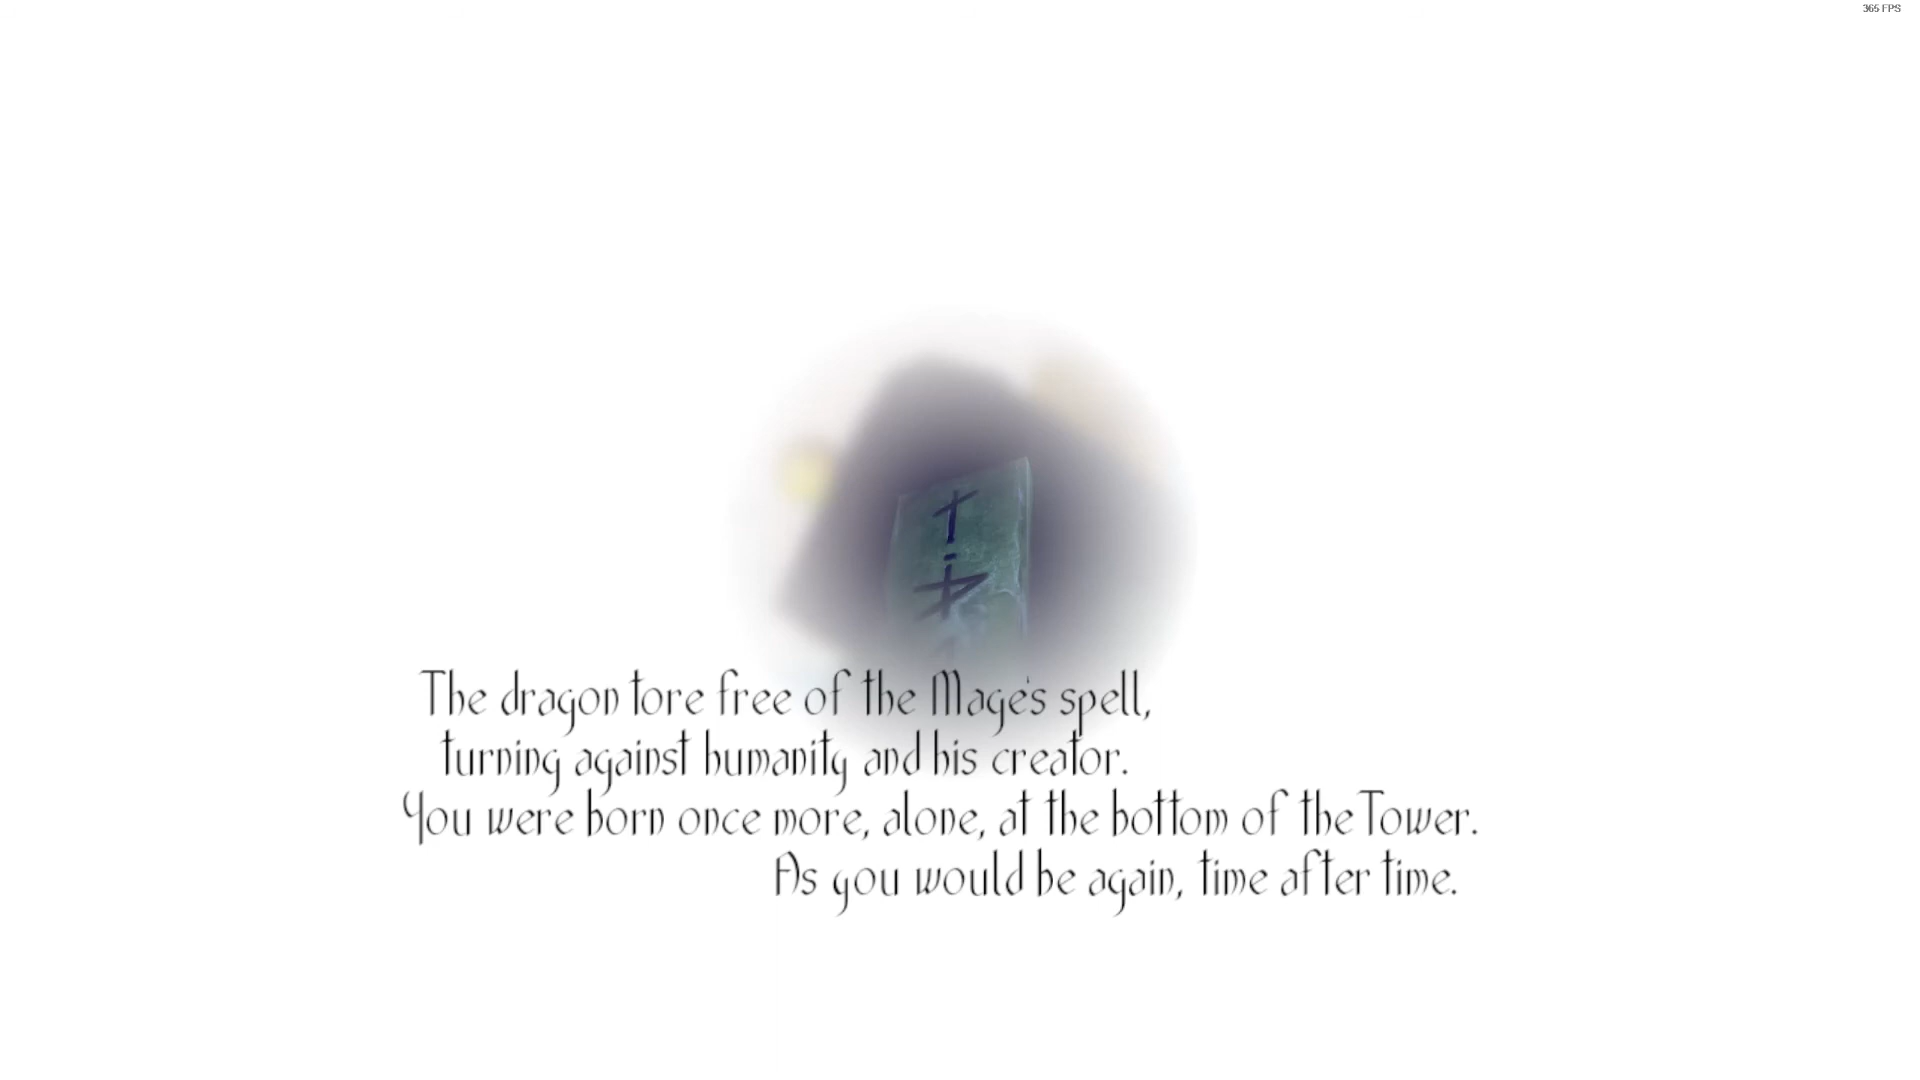 365 FPS
The dragon tore free of the Mage's spell,
turning against humanity and his creator.
You were born once more, alone, at the bottom of the Tower.
As you would be again, time after time.